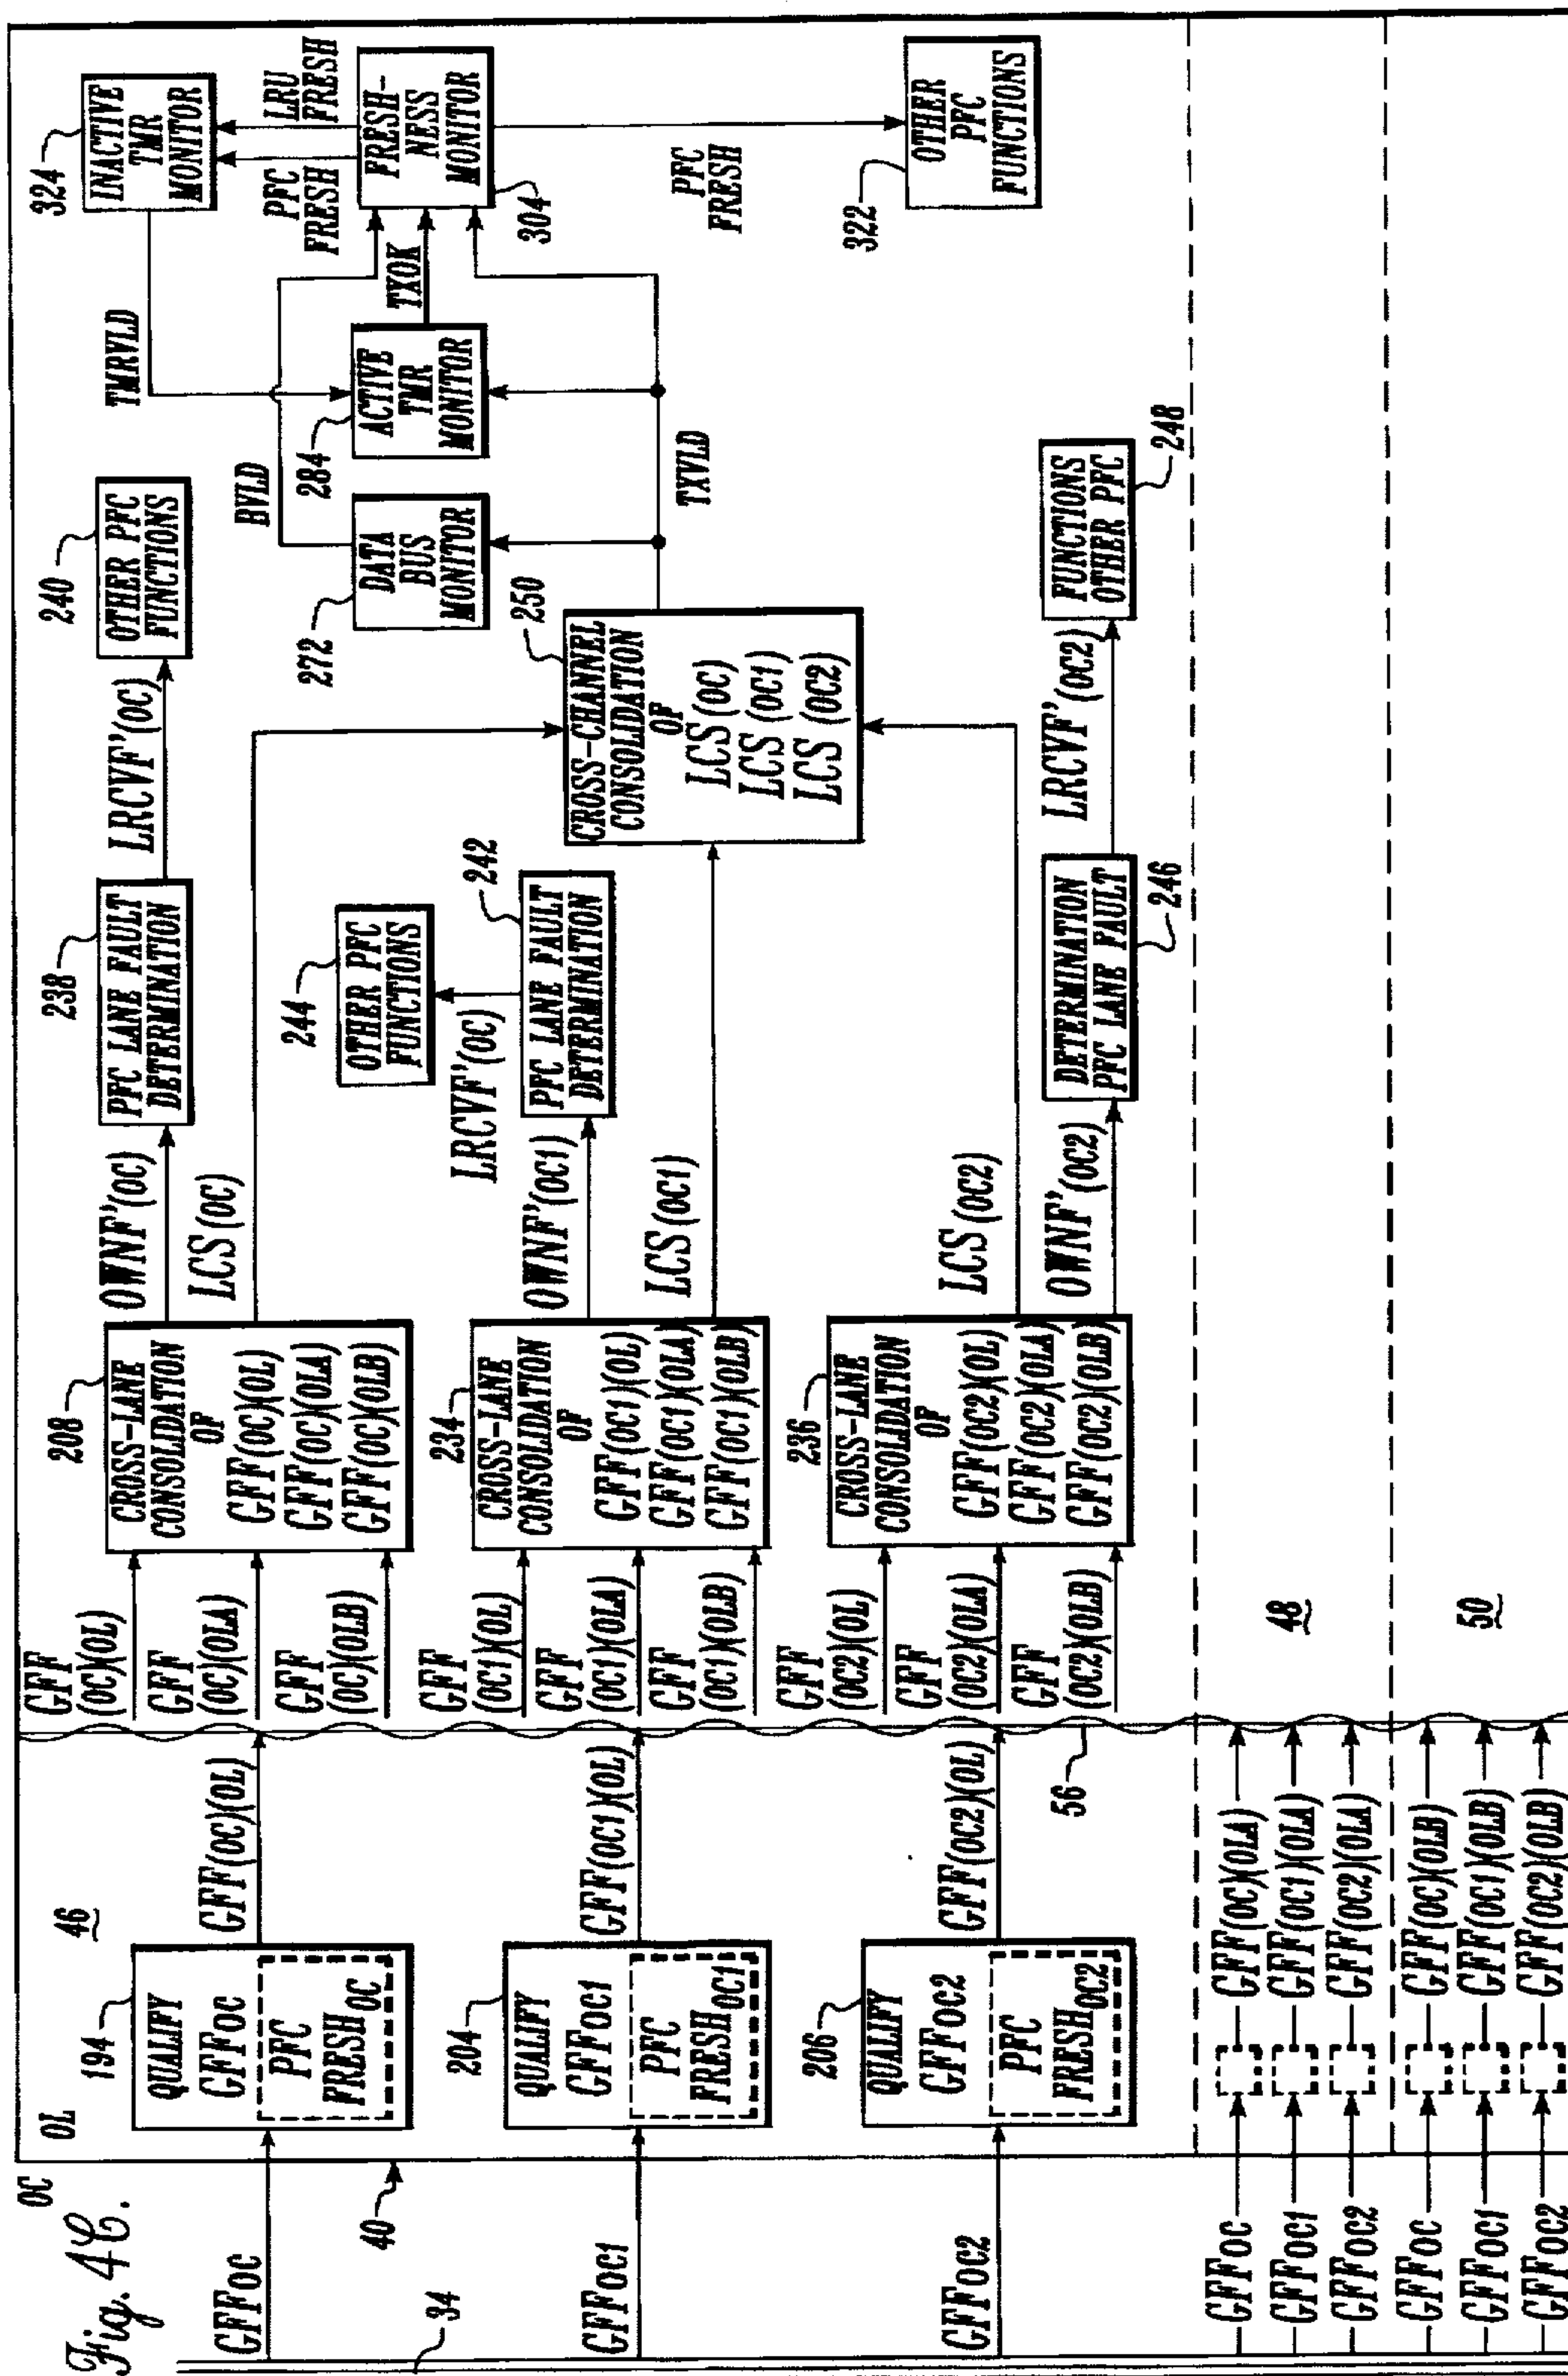 Fig. 4C.
OC
OL
46
40
34
GFFOC
194
QUALIFY
GFFOC
PFC
FRESHOC
GFF(OC)(OL)
GFFOC1
204
QUALIFY
GFFOC1
PFC
FRESHOC1
GFF(OC1)(OL)
GFFOC2
206
QUALIFY
GFFOC2
PFC
FRESHOC2
GFF(OC2)(OL)
56
GFF
(OC)(OL)
GFF
(OC)(OLA)
GFF
(OC)(OLB)
208
CROSS-LANE
CONSOLIDATION
OF
GFF(OC)(OL)
GFF(OC)(OLA)
GFF(OC)(OLB)
GFF
(OC1)(OL)
GFF
(OC1)(OLA)
GFF
(OC1)(OLB)
234
CROSS-LANE
CONSOLIDATION
OF
GFF(OC1)(OL)
GFF(OC1)(OLA)
GFF(OC1)(OLB)
GFF
(OC2)(OL)
GFF
(OC2)(OLA)
GFF
(OC2)(OLB)
236
CROSS-LANE
CONSOLIDATION
OF
GFF(OC2)(OL)
GFF(OC2)(OLA)
GFF(OC2)(OLB)
OWNF'(OC)
LCS(OC)
238
PFC LANE FAULT
DETERMINATION
LRCVF'(OC)
240
OTHER PFC
FUNCTIONS
OWNF'(OC1)
LCS(OC1)
242
PFC LANE FAULT
DETERMINATION
LRCVF'(OC)
244
OTHER PFC
FUNCTIONS
LCS(OC2)
OWNF'(OC2)
DETERMINATION
PFC LANE FAULT
246
LRCVF'(OC2)
FUNCTIONS
OTHER PFC
248
250
CROSS-CHANNEL
CONSOLIDATION
OF
LCS(OC)
LCS(OC1)
LCS(OC2)
TXVLD
272
DATA
BUS
MONITOR
BVLD
284
ACTIVE
TMR
MONITOR
TMRVLD
TXOK
304
FRESH-
NESS
MONITOR
PFC
FRESH
LRU
FRESH
324
INACTIVE
TMR
MONITOR
PFC
FRESH
322
OTHER
PFC
FUNCTIONS
48
GFFOC
GFF(OC)(OLA)
GFFOC1
GFF(OC1)(OLA)
GFFOC2
GFF(OC2)(OLA)
50
GFFOC
GFF(OC)(OLB)
GFFOC1
GFF(OC1)(OLB)
GFFOC2
GFF(OC2)(OLB)